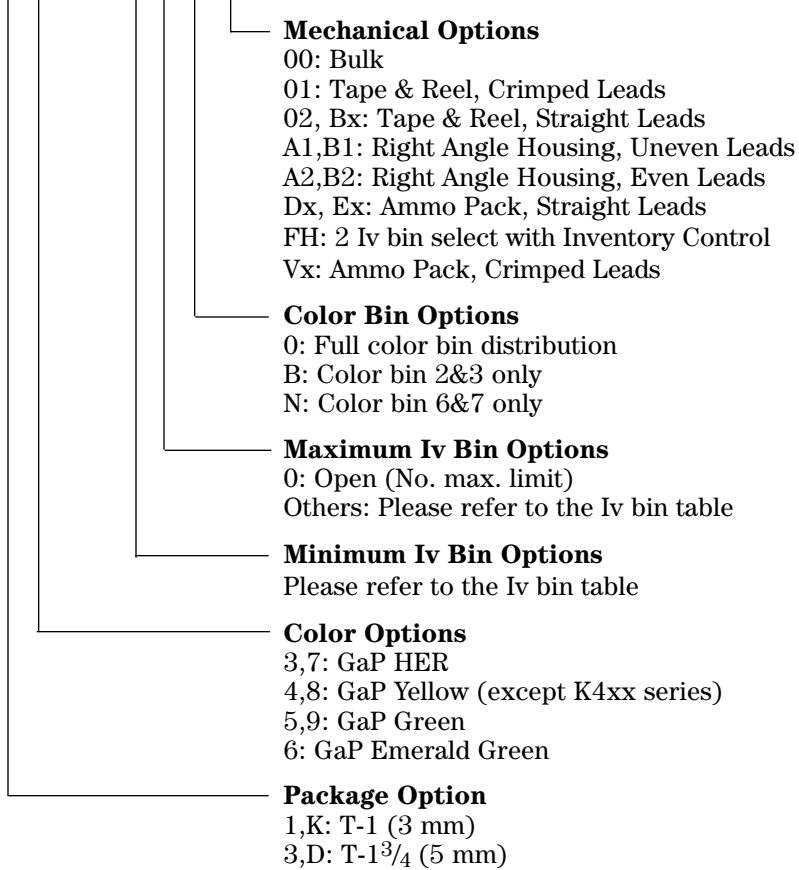 Mechanical Options
00: Bulk
01: Tape & Reel, Crimped Leads
02, Bx: Tape & Reel, Straight Leads
A1,B1: Right Angle Housing, Uneven Leads
A2,B2: Right Angle Housing, Even Leads
Dx, Ex: Ammo Pack, Straight Leads
FH: 2 Iv bin select with Inventory Control
Vx: Ammo Pack, Crimped Leads
Color Bin Options
0: Full color bin distribution
B: Color bin 2&3 only
N: Color bin 6&7 only
Maximum Iv Bin Options
0: Open (No. max. limit)
Others: Please refer to the Iv bin table
Minimum Iv Bin Options
Please refer to the Iv bin table
Color Options
3,7: GaP HER
4,8: GaP Yellow (except K4xx series)
5,9: GaP Green
6: GaP Emerald Green
Package Option
1,K: T-1 (3 mm)
3,D: T-1 3/4 (5 mm)